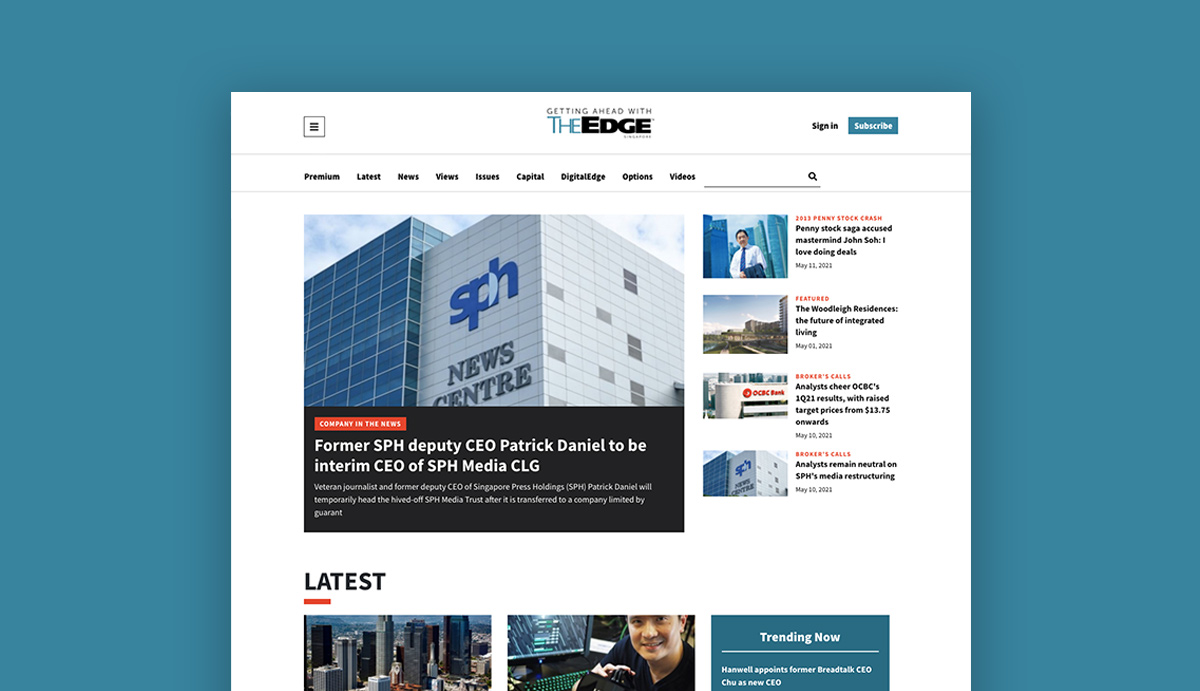 GETTING AHEAD WITH
THEEDGE
SINGAPORE
Sign in
Subscribe
Premium Latest News Views Issues Capital DigitalEdge Options Videos
sph
NEWS
CENTRE
COMPANY IN THE NEWS
Former SPH deputy CEO Patrick Daniel to be
interim CEO of SPH Media CLG
Veteran journalist and former deputy CEO of Singapore Press Holdings (SPH) Patrick Daniel will
temporarily head the hived-off SPH Media Trust after it is transferred to a company limited by
guarant
2013 PENNY STOCK CRASH
Penny stock saga accused
mastermind John Soh: I
love doing deals
May 11, 2021
FEATURED
The Woodleigh Residences:
the future of integrated
living
May 01, 2021
OCBC Bank
BROKER'S CALLS
Analysts cheer OCBC's
1Q21 results, with raised
target prices from $13.75
onwards
May 10, 2021
sph
NEWS
CENTRE
BROKER'S CALLS
Analysts remain neutral on
SPH's media restructuring
May 10, 2021
LATEST
Trending Now
Hanwell appoints former Breadtalk CEO
Chu as new CEO